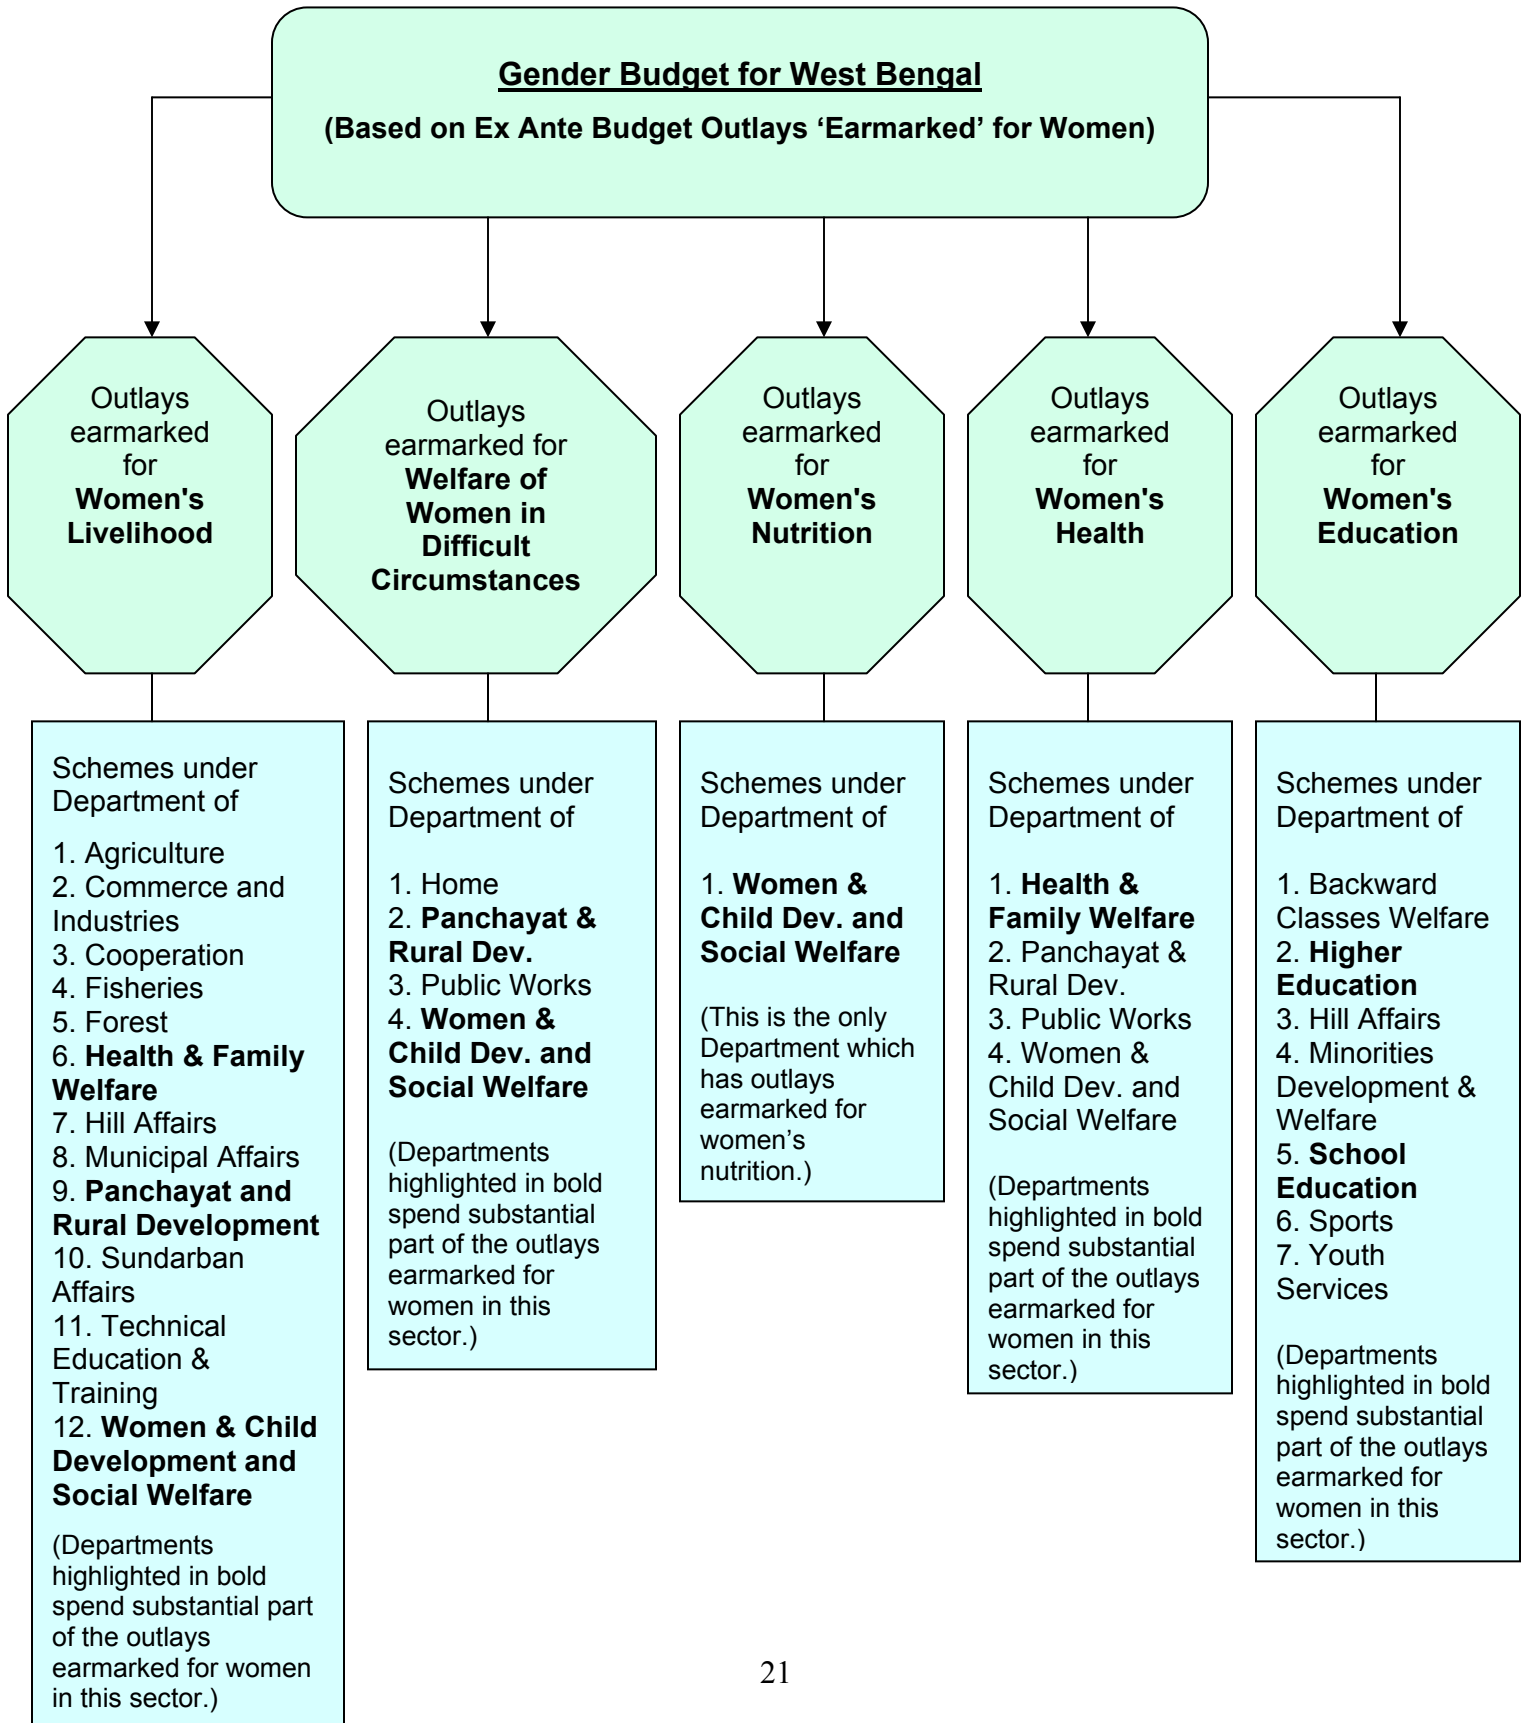 Gender Budget for West Bengal
(Based on Ex Ante Budget Outlays ‘Earmarked’ for Women)
Outlays
earmarked
for
Women's
Livelihood
Outlays
earmarked for
Welfare of
Women in
Difficult
Circumstances
Outlays
earmarked
for
Women's
Nutrition
Outlays
earmarked
for
Women's
Health
Outlays
earmarked
for
Women's
Education
Schemes under
Department of
1. Agriculture
2. Commerce and
Industries
3. Cooperation
4. Fisheries
5. Forest
6. Health & Family
Welfare
7. Hill Affairs
8. Municipal Affairs
9. Panchayat and
Rural Development
10. Sundarban
Affairs
11. Technical
Education &
Training
12. Women & Child
Development and
Social Welfare
(Departments
highlighted in bold
spend substantial part
of the outlays
earmarked for women
in this sector.)
Schemes under
Department of
1. Home
2. Panchayat &
Rural Dev.
3. Public Works
4. Women &
Child Dev. and
Social Welfare
(Departments
highlighted in bold
spend substantial
part of the outlays
earmarked for
women in this
sector.)
Schemes under
Department of
1. Women &
Child Dev. and
Social Welfare
(This is the only
Department which
has outlays
earmarked for
women’s
nutrition.)
Schemes under
Department of
1. Health &
Family Welfare
2. Panchayat &
Rural Dev.
3. Public Works
4. Women &
Child Dev. and
Social Welfare
(Departments
highlighted in bold
spend substantial
part of the outlays
earmarked for
women in this
sector.)
Schemes under
Department of
1. Backward
Classes Welfare
2. Higher
Education
3. Hill Affairs
4. Minorities
Development &
Welfare
5. School
Education
6. Sports
7. Youth
Services
(Departments
highlighted in bold
spend substantial
part of the outlays
earmarked for
women in this
sector.)
21